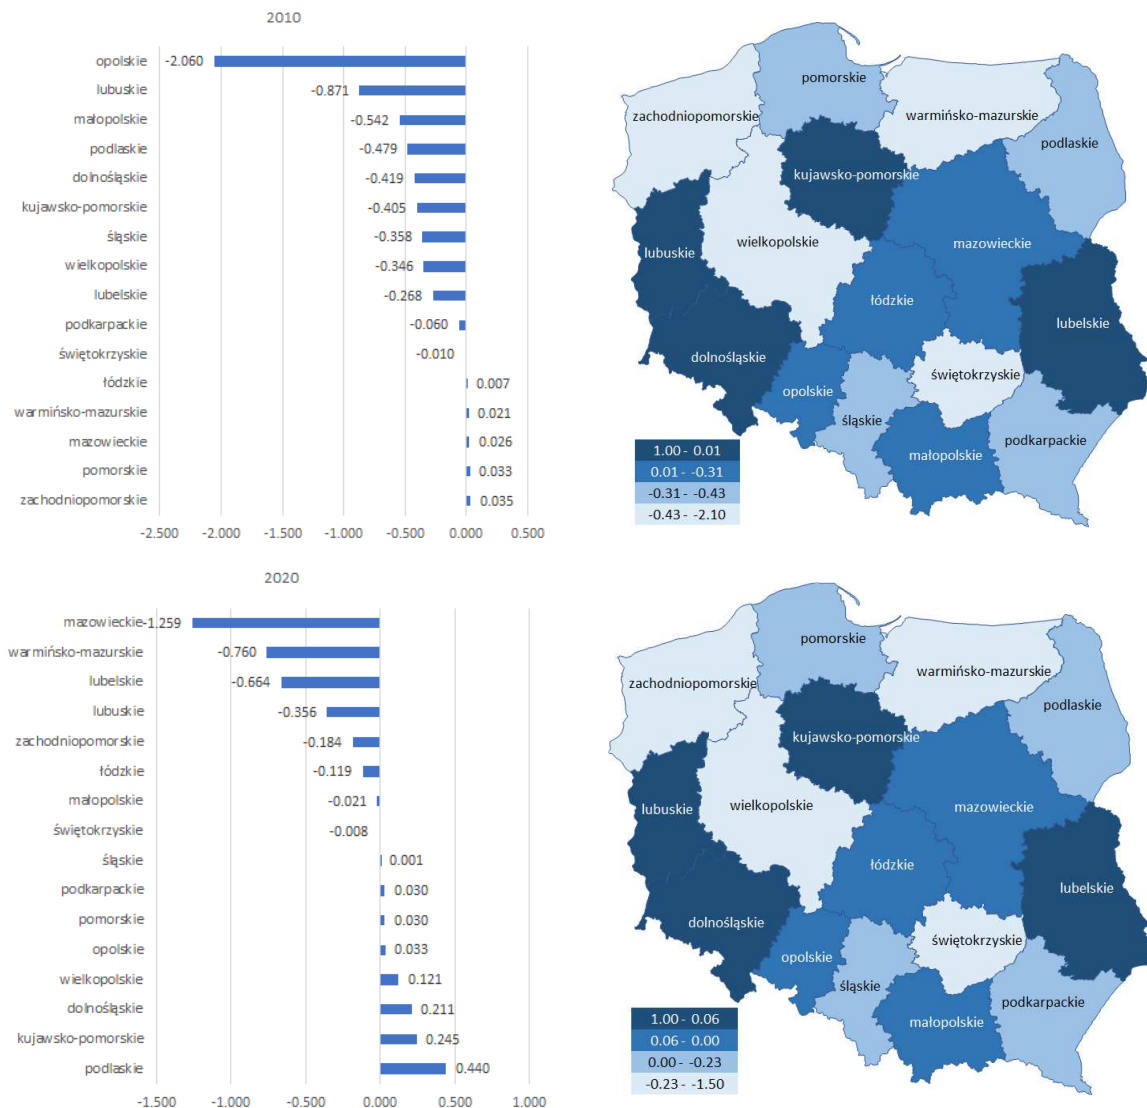 2010
opolskie -2.060
lubuskie -0.871
małopolskie -0.542
podlaskie -0.479
dolnośląskie -0.419
kujawsko-pomorskie -0.405
śląskie -0.358
wielkopolskie -0.346
lubelskie -0.268
podkarpackie -0.060
świętokrzyskie -0.010
łódzkie 0.007
warmińsko-mazurskie 0.021
mazowieckie 0.026
pomorskie 0.033
zachodniopomorskie 0.035
-2.500 -2.000 -1.500 -1.000 -0.500 0.000 0.500
pomorskie
zachodniopomorskie
warmińsko-mazurskie
podlaskie
kujawsko-pomorskie
wielkopolskie
mazowieckie
lubuskie
łódzkie
lubelskie
dolnośląskie
świętokrzyskie
opolskie
śląskie
podkarpackie
małopolskie
1.00 - 0.01
0.01 - -0.31
-0.31 - -0.43
-0.43 - -2.10
2020
mazowieckie -1.259
warmińsko-mazurskie -0.760
lubelskie -0.664
lubuskie -0.356
zachodniopomorskie -0.184
łódzkie -0.119
małopolskie -0.021
świętokrzyskie -0.008
śląskie 0.001
podkarpackie 0.030
pomorskie 0.030
opolskie 0.033
wielkopolskie 0.121
dolnośląskie 0.211
kujawsko-pomorskie 0.245
podlaskie 0.440
-1.500 -1.000 -0.500 0.000 0.500 1.000
pomorskie
warmińsko-mazurskie
zachodniopomorskie
podlaskie
kujawsko-pomorskie
wielkopolskie
lubuskie
mazowieckie
łódzkie
lubelskie
dolnośląskie
świętokrzyskie
opolskie
śląskie
podkarpackie
małopolskie
1.00 - 0.06
0.06 - 0.00
0.00 - -0.23
-0.23 - -1.50